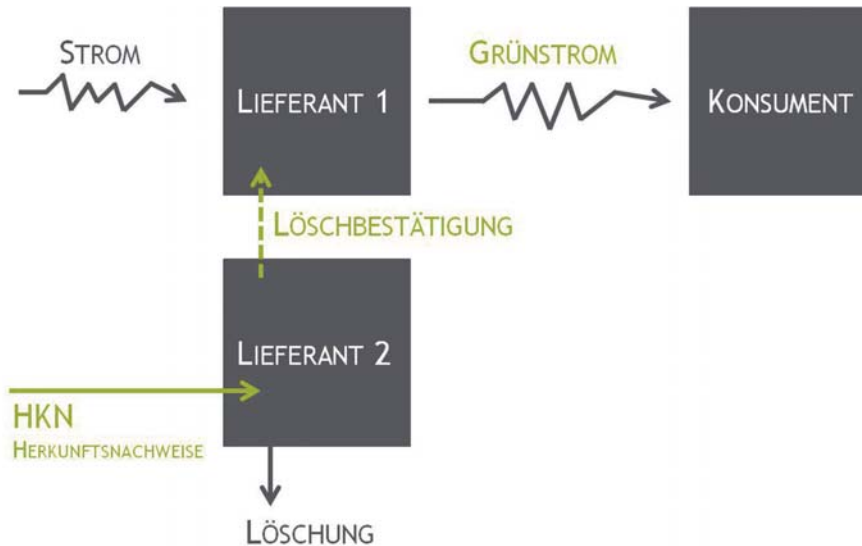 STROM
LIEFERANT 1
GRÜNSTROM
KONSUMENT
LÖSCHBESTÄTIGUNG
LIEFERANT 2
HKN
HERKUNFTSNACHWEISE
LÖSCHUNG